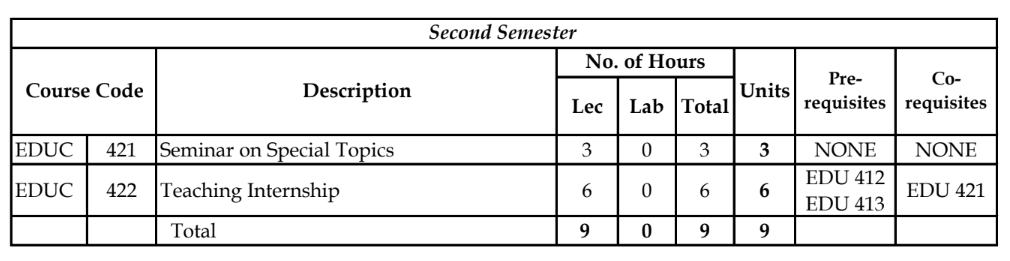 Second Semester
Course Code Description No. of Hours Units Pre-requisites Co-requisites
Lec Lab Total
EDUC 421 Seminar on Special Topics 3 0 3 3 NONE NONE
EDUC 422 Teaching Internship 6 0 6 6 EDU 412 EDU 413 EDU 421
Total 9 0 9 9